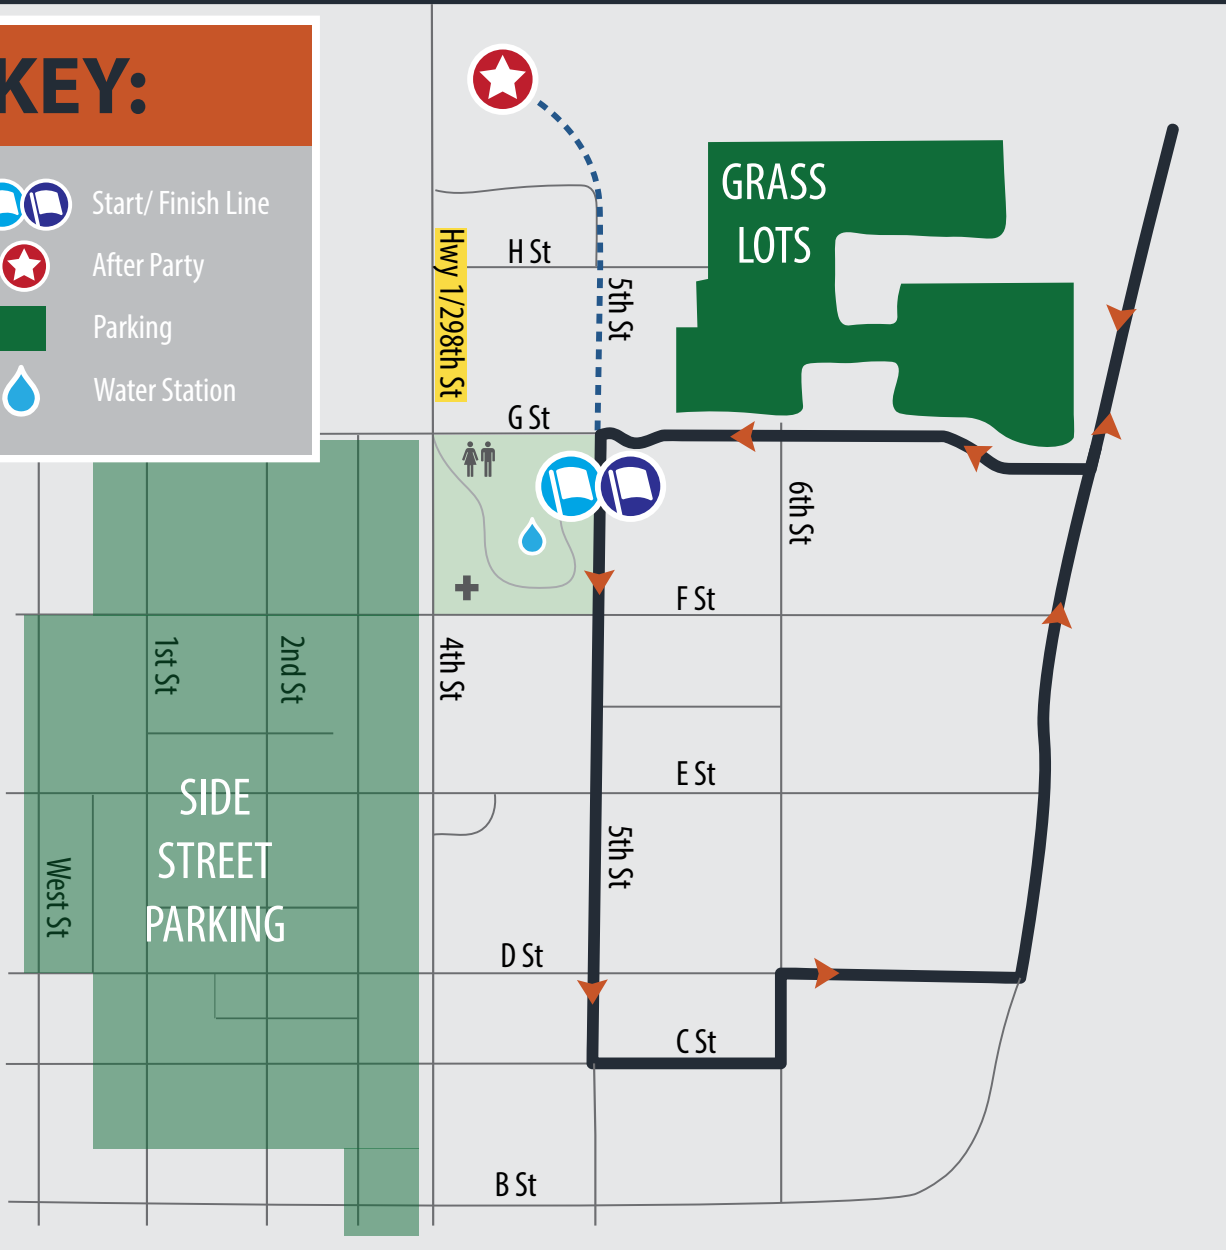 KEY:
Start/ Finish Line
After Party
Parking
Water Station
GRASS
LOTS
H St
Hwy 1/298th St
5th St
G St
6th St
F St
1st St
2nd St
4th St
E St
SIDE
STREET
PARKING
5th St
West St
D St
C St
B St